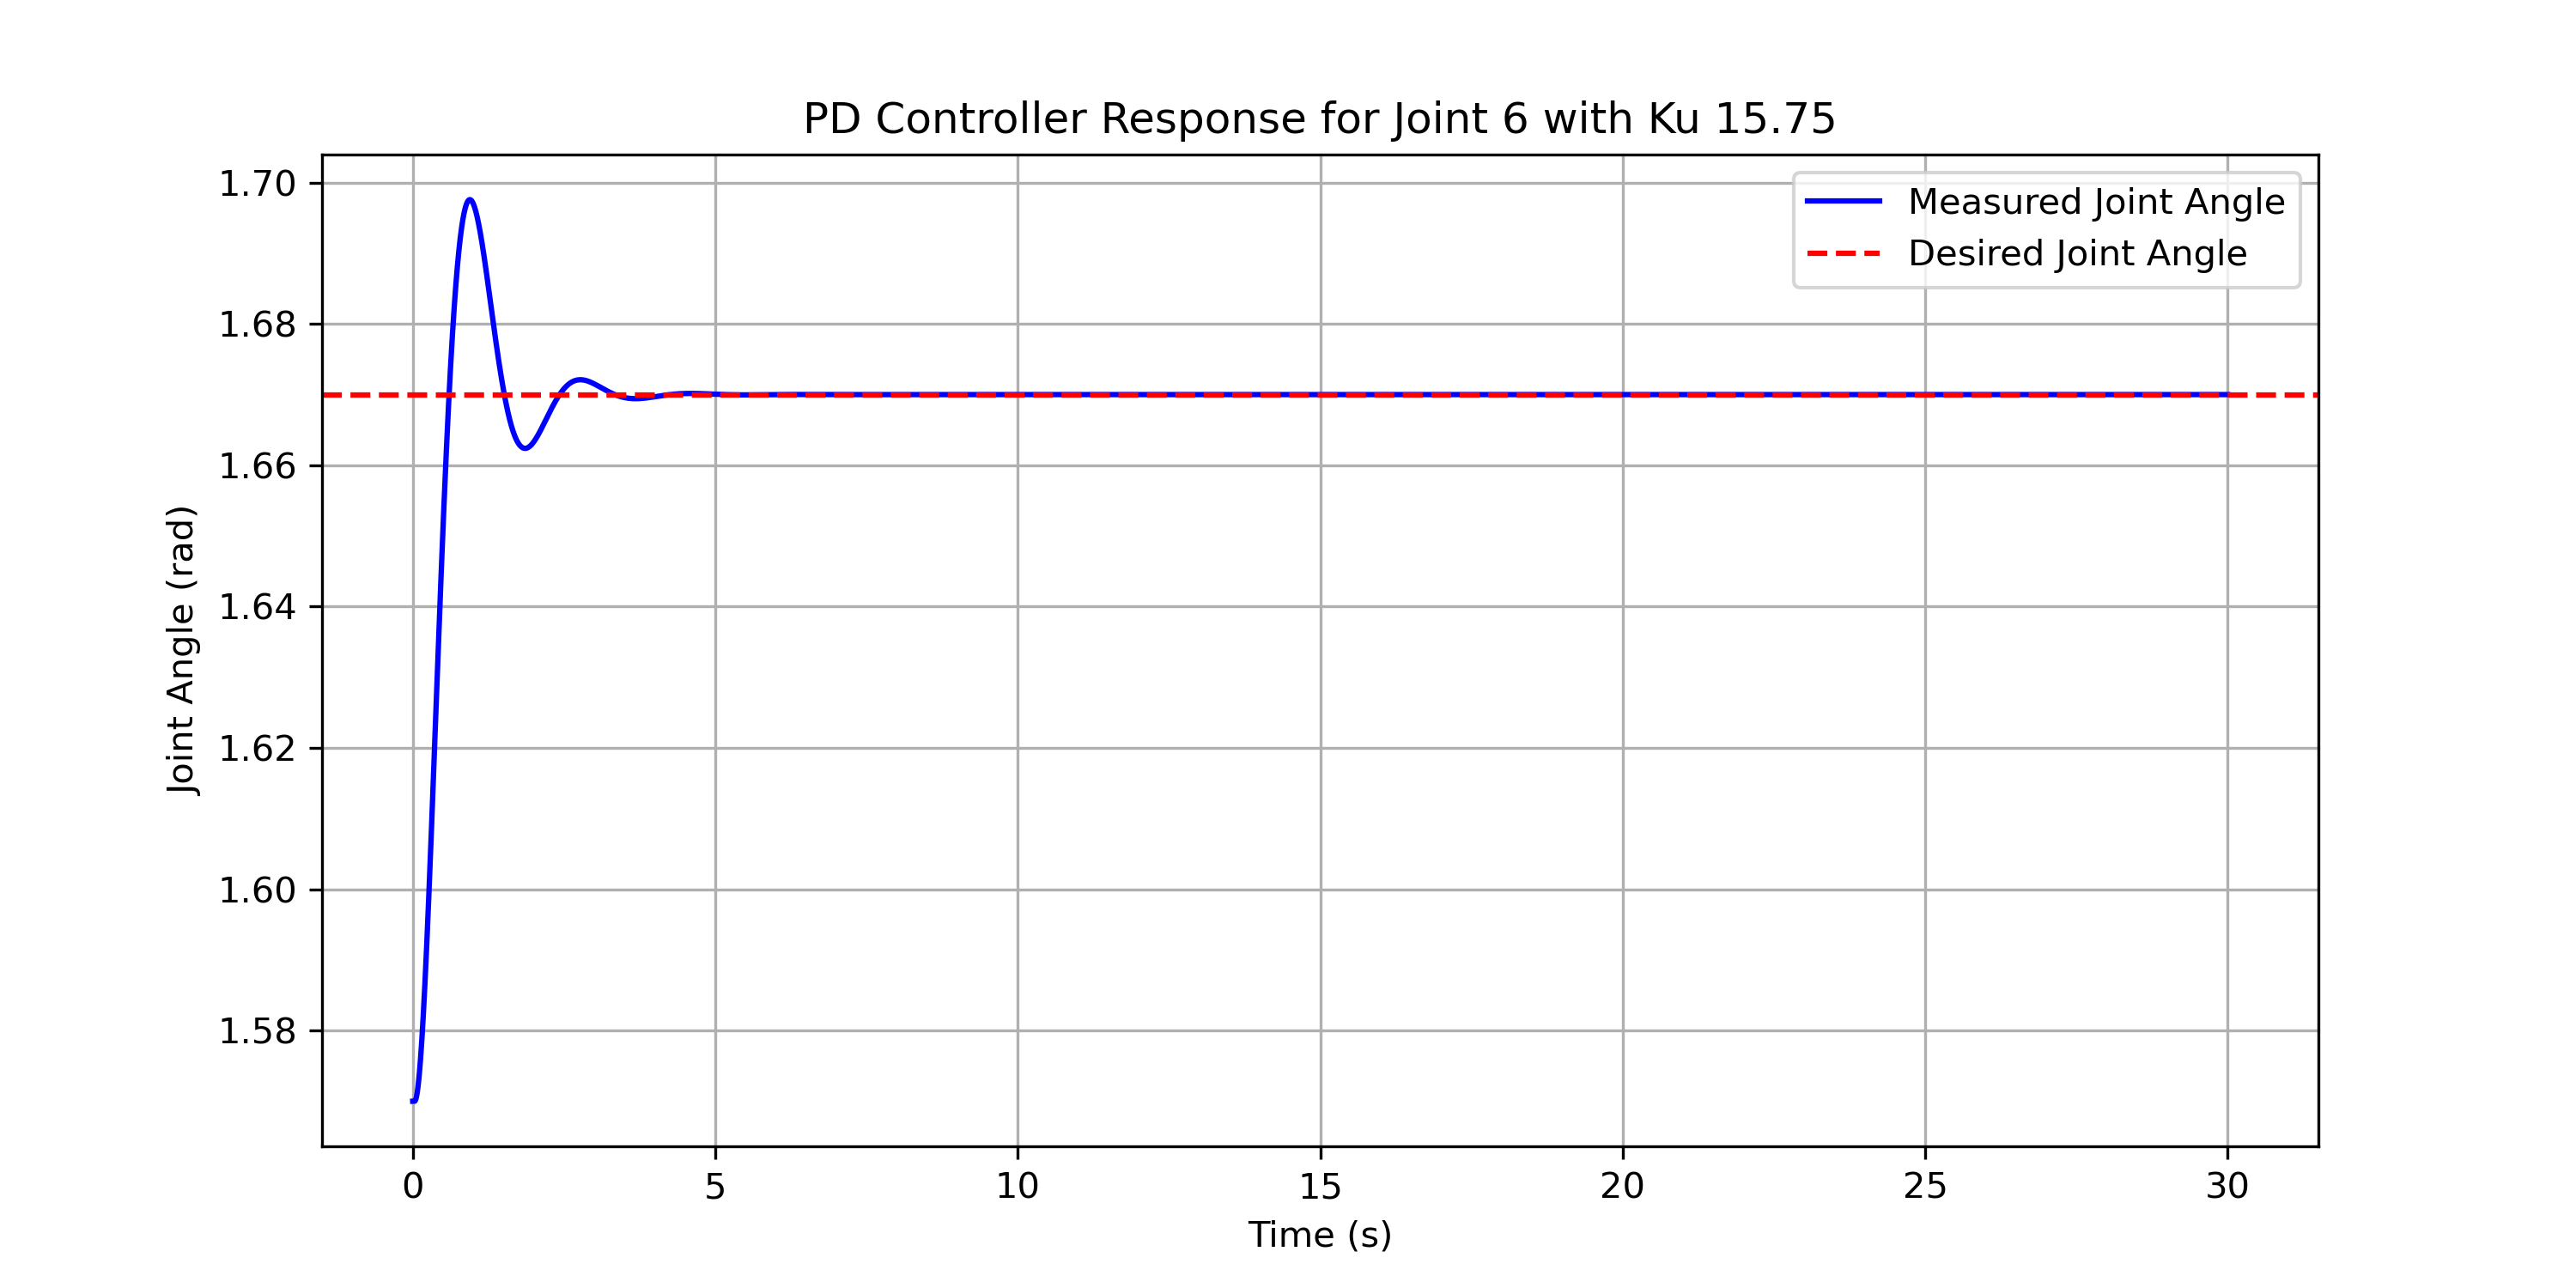 PD Controller Response for Joint 6 with Ku 15.75
Measured Joint Angle
Desired Joint Angle
Joint Angle (rad)
1.70
1.68
1.66
1.64
1.62
1.60
1.58
0 5 10 15 20 25 30
Time (s)